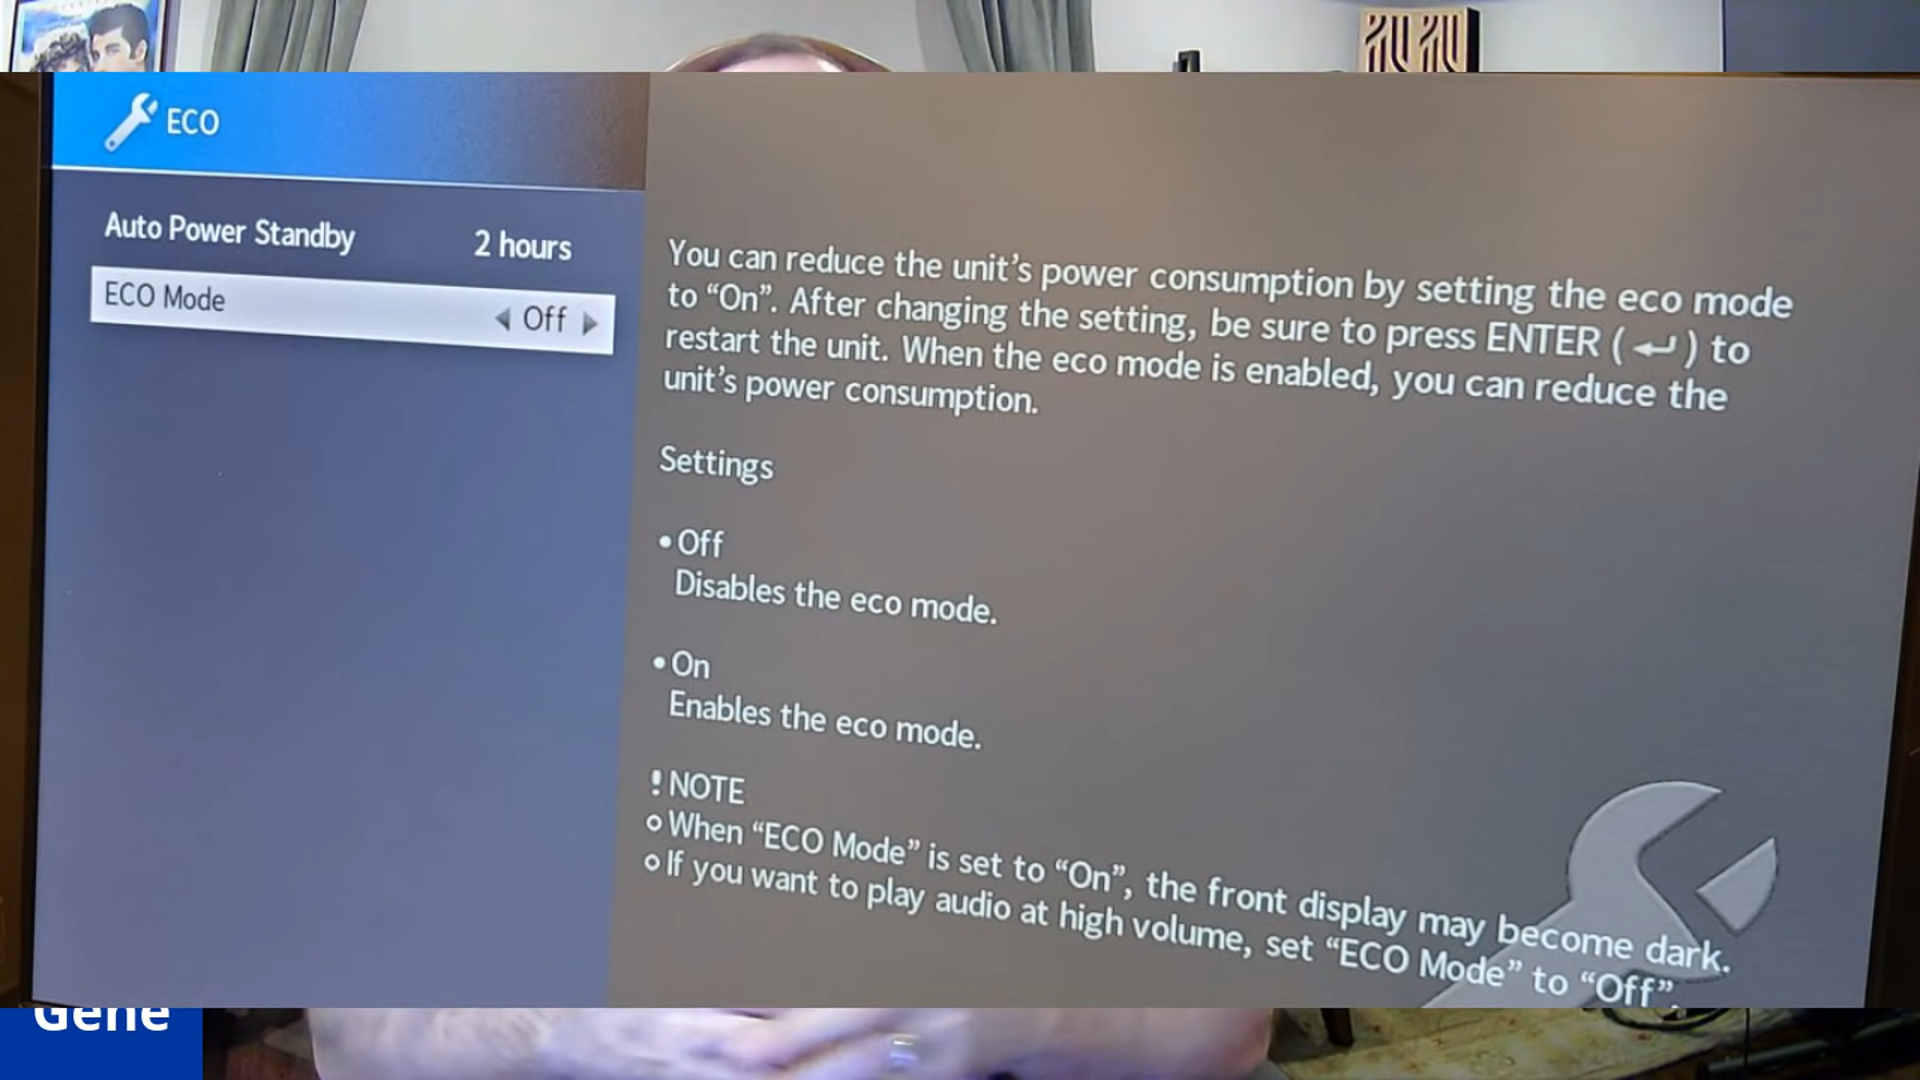 ECO
Auto Power Standby 2 hours
ECO Mode Off
You can reduce the unit's power consumption by setting the eco mode
to “On”. After changing the setting, be sure to press ENTER ( ↵ ) to
restart the unit. When the eco mode is enabled, you can reduce the
unit's power consumption.
Settings
• Off
Disables the eco mode.
• On
Enables the eco mode.
! NOTE
○ When “ECO Mode” is set to “On”, the front display may become dark.
○ If you want to play audio at high volume, set “ECO Mode” to “Off”.
Gene